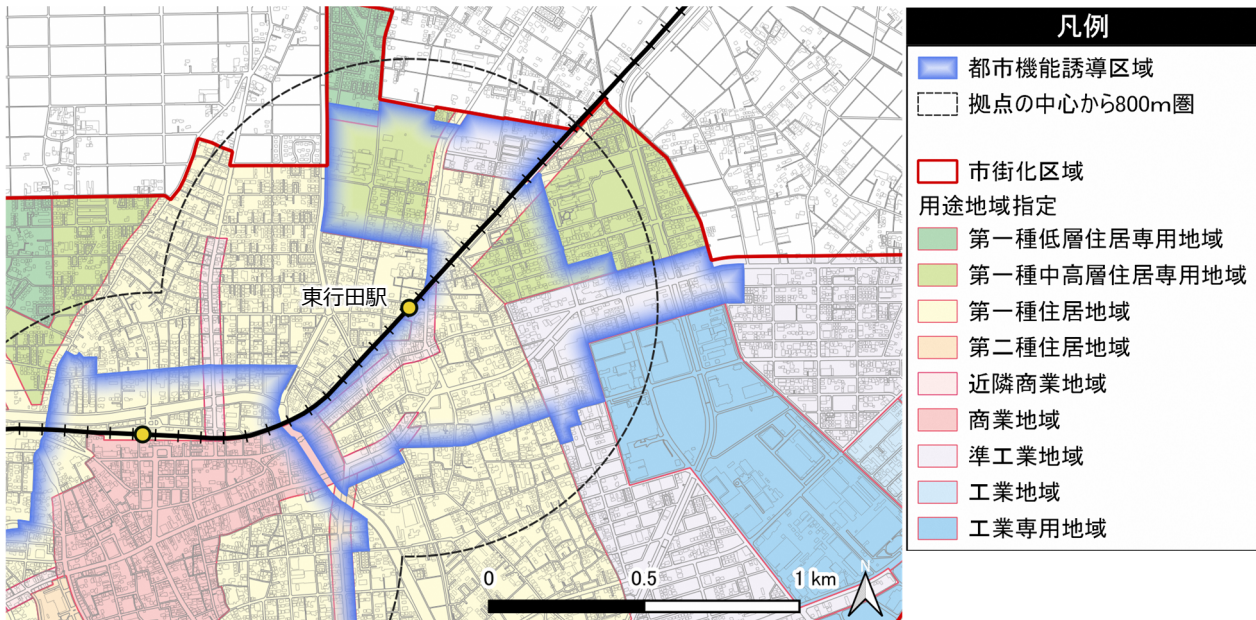 東行田駅
0 0.5 1 km
N
凡例
都市機能誘導区域
拠点の中心から800m圏
市街化区域
用途地域指定
第一種低層住居専用地域
第一種中高層住居専用地域
第一種住居地域
第二種住居地域
近隣商業地域
商業地域
準工業地域
工業地域
工業専用地域